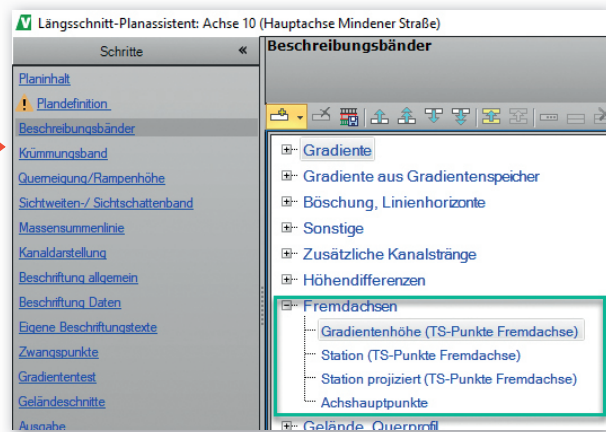 Längsschnitt-Planassistent: Achse 10 (Hauptachse Mindener Straße)
Schritte «
Planinhalt
Plandefinition
Beschreibungsbänder
Krümmungsband
Querneigung/Rampenhöhe
Sichtweiten-/ Sichtschattenband
Massensummenlinie
Kanaldarstellung
Beschriftung allgemein
Beschriftung Daten
Eigene Beschriftungstexte
Zwangspunkte
Gradiententest
Geländeschnitte
Ausgabe
Beschreibungsbänder
Gradiente
Gradiente aus Gradientenspeicher
Böschung, Linienhorizonte
Sonstige
Zusätzliche Kanalstränge
Höhendifferenzen
Fremdachsen
Gradientenhöhe (TS-Punkte Fremdachse)
Station (TS-Punkte Fremdachse)
Station projiziert (TS-Punkte Fremdachse)
Achshauptpunkte
Gelände, Querprofil